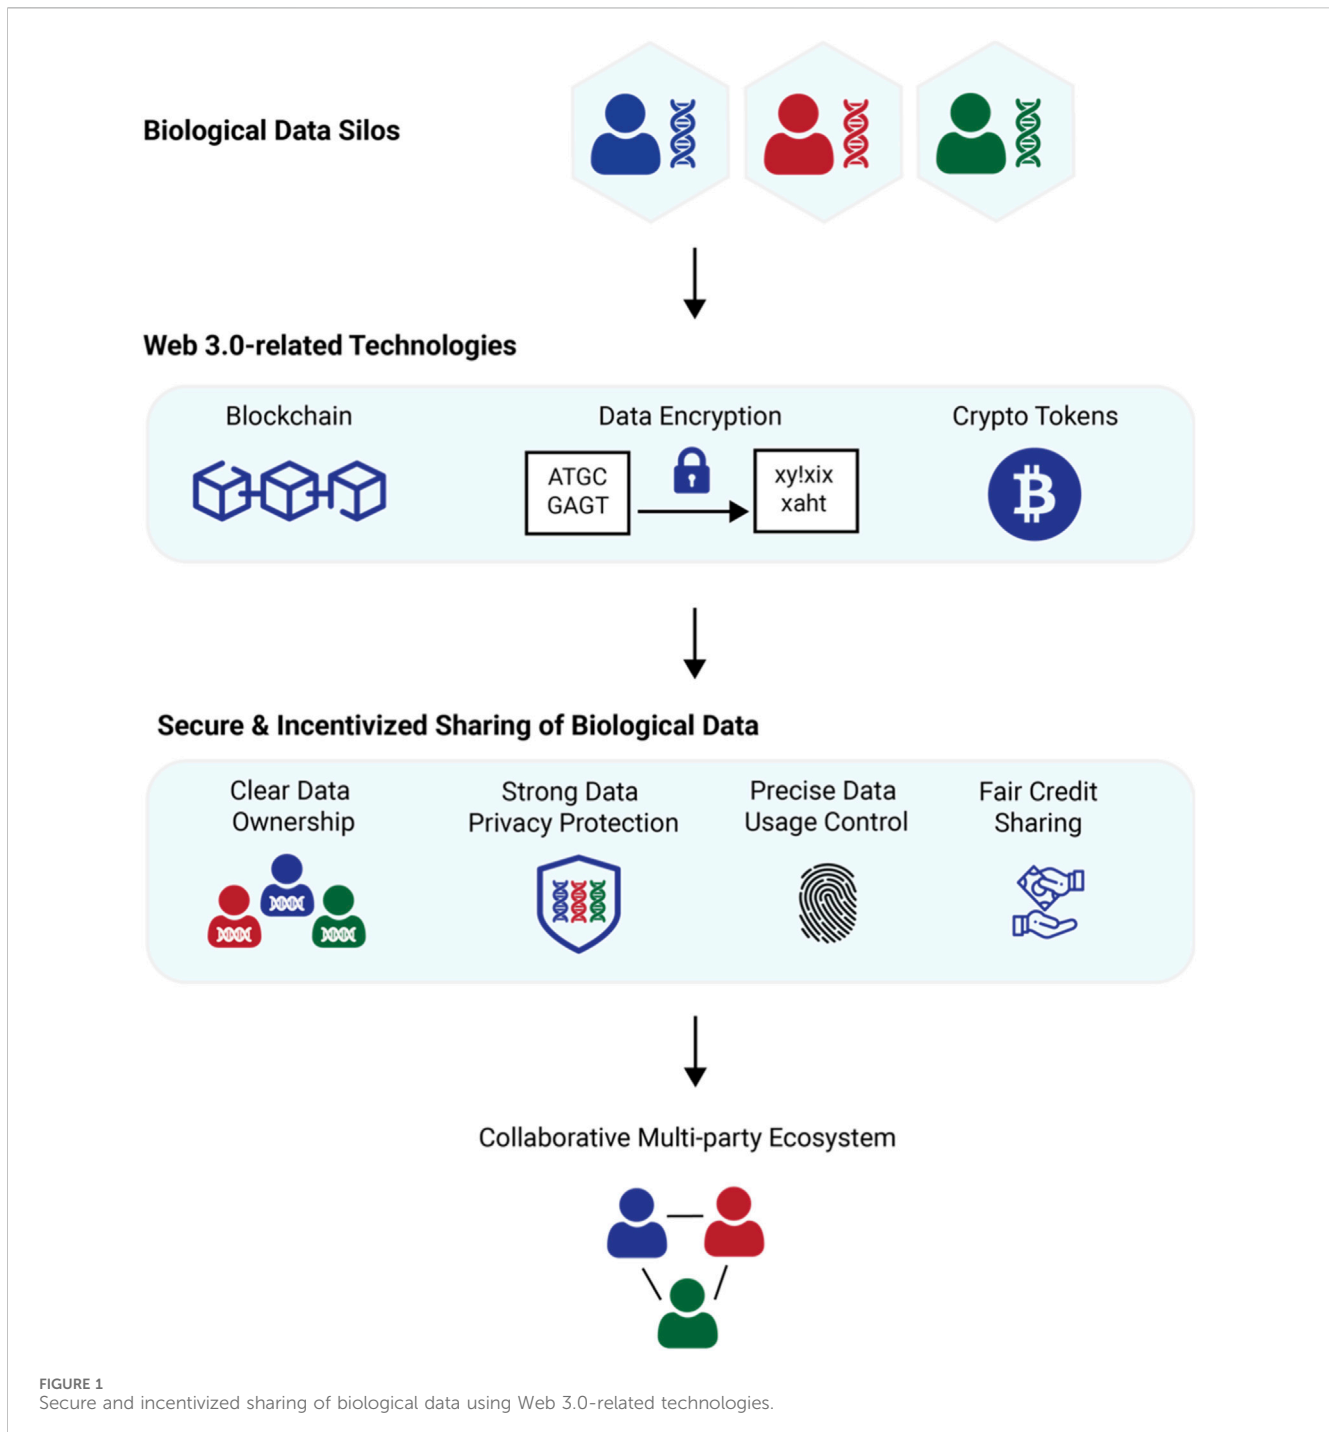 Biological Data Silos
Web 3.0-related Technologies
Blockchain
Data Encryption
Crypto Tokens
ATGC
GAGT
xy!xix
xaht
Secure & Incentivized Sharing of Biological Data
Clear Data
Ownership
Strong Data
Privacy Protection
Precise Data
Usage Control
Fair Credit
Sharing
Collaborative Multi-party Ecosystem
FIGURE 1
Secure and incentivized sharing of biological data using Web 3.0-related technologies.